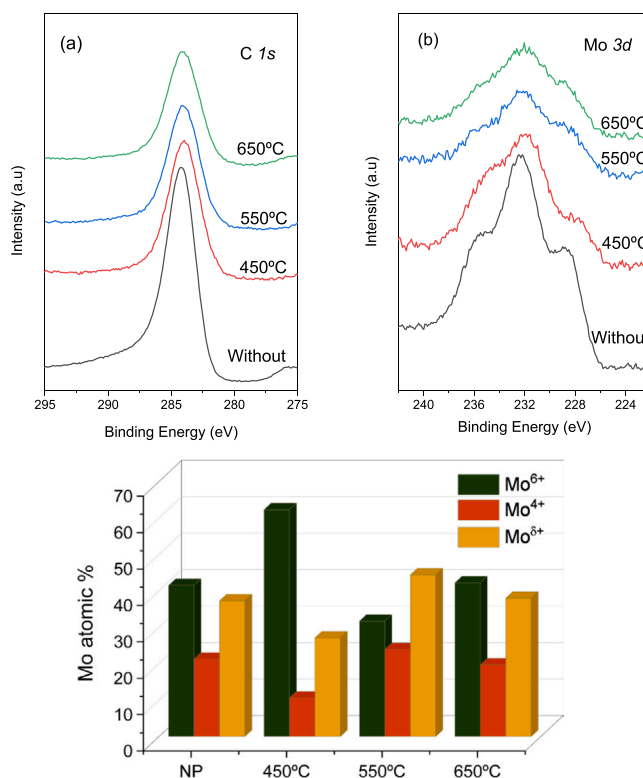 (a)
C 1s
650ºC
550ºC
450ºC
Without
Intensity (a.u)
295 290 285 280 275
Binding Energy (eV)
(b)
Mo 3d
650ºC
550ºC
450ºC
Withou
Intensity (a.u)
240 236 232 228 224
Binding Energy (eV)
Mo6+
Mo4+
Moδ+
Mo atomic %
70
60
50
40
30
20
10
0
NP 450ºC 550ºC 650ºC